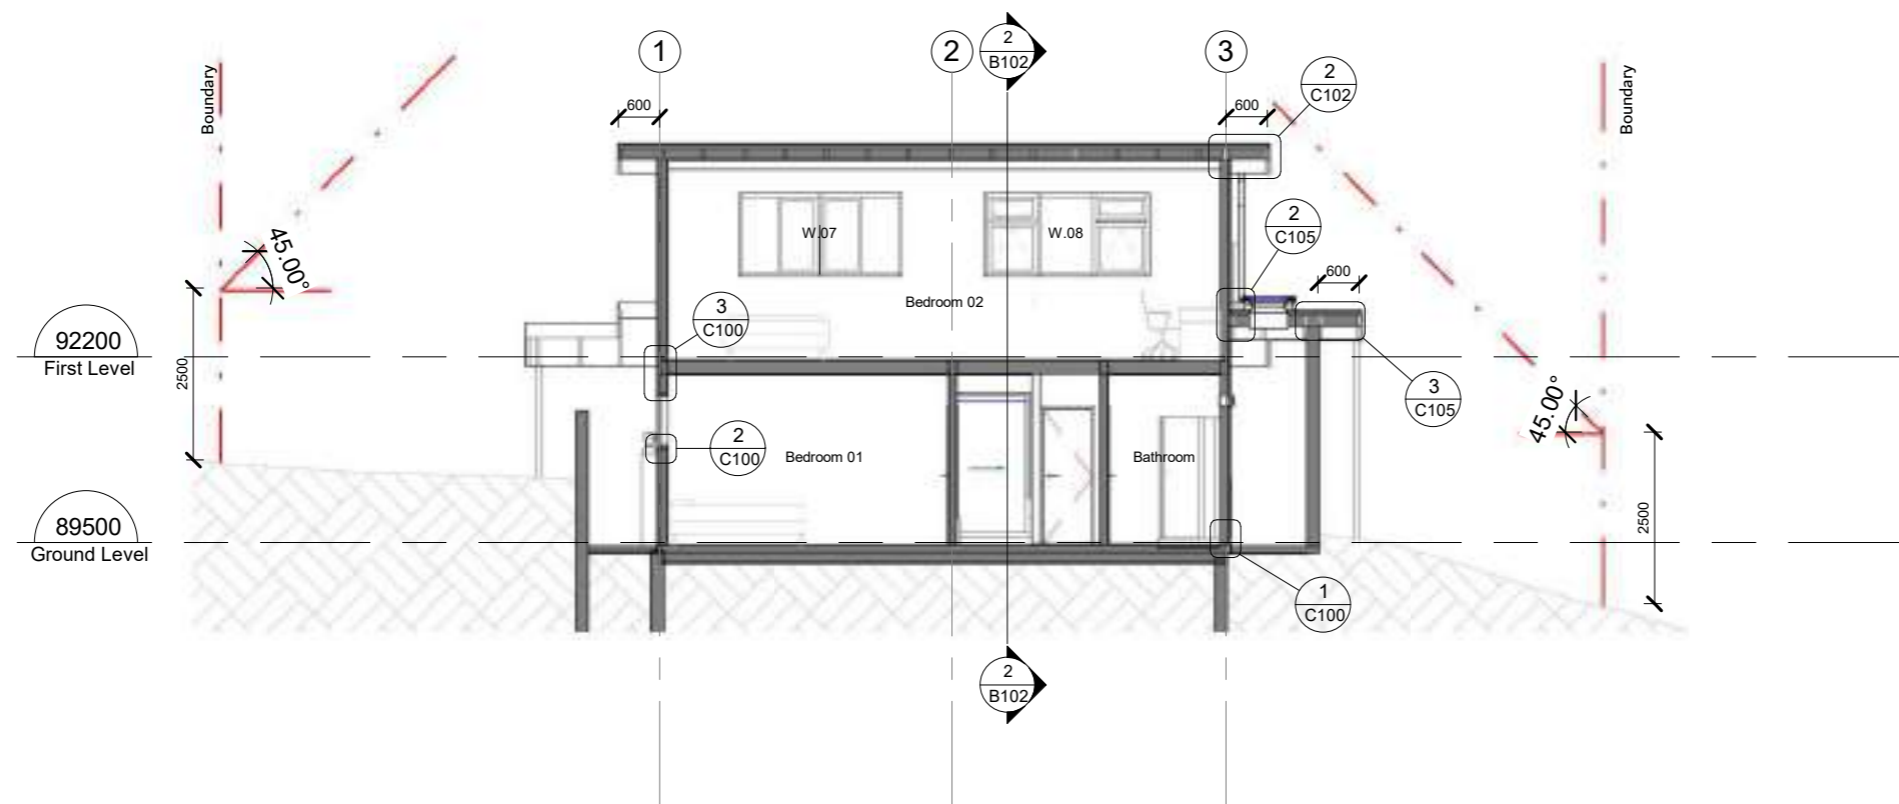 1
2
3
2
B102
2
C102
Boundary
Boundary
600
600
W.07
W.08
2
C105
45.00°
600
Bedroom 02
3
C100
92200
First Level
2500
3
C105
45.00°
2
C100
Bedroom 01
Bathroom
89500
Ground Level
2500
1
C100
2
B102